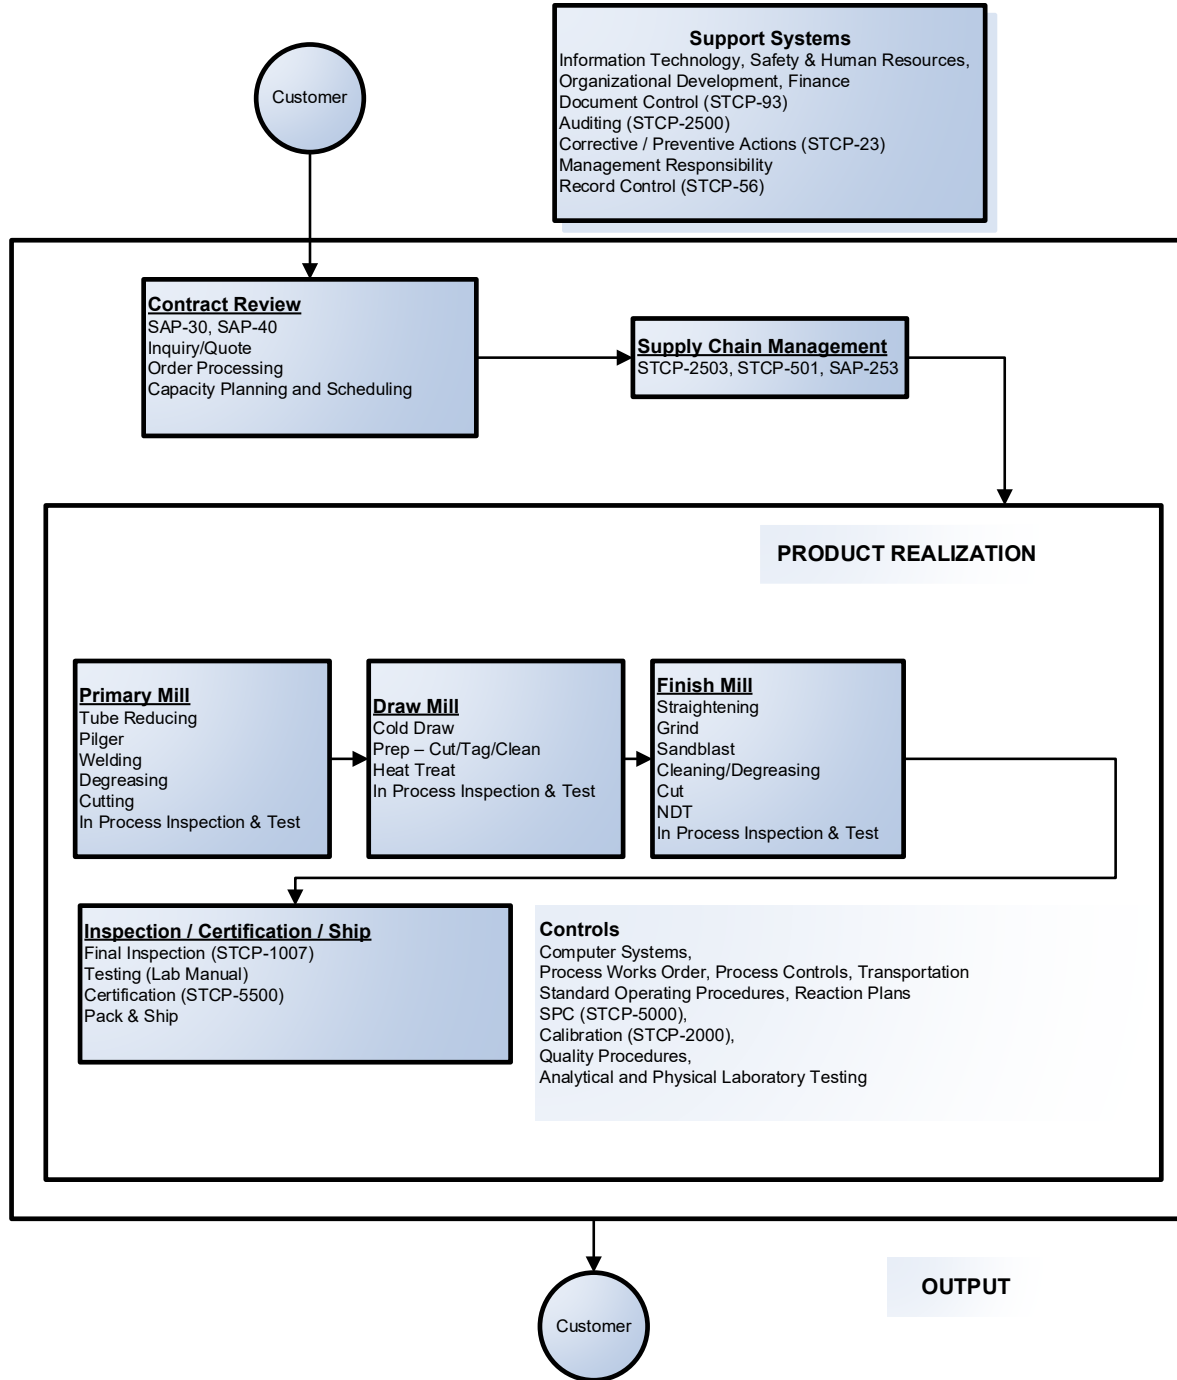 Customer
Support Systems
Information Technology, Safety & Human Resources,
Organizational Development, Finance
Document Control (STCP-93)
Auditing (STCP-2500)
Corrective / Preventive Actions (STCP-23)
Management Responsibility
Record Control (STCP-56)
Contract Review
SAP-30, SAP-40
Inquiry/Quote
Order Processing
Capacity Planning and Scheduling
Supply Chain Management
STCP-2503, STCP-501, SAP-253
PRODUCT REALIZATION
Primary Mill
Tube Reducing
Pilger
Welding
Degreasing
Cutting
In Process Inspection & Test
Draw Mill
Cold Draw
Prep – Cut/Tag/Clean
Heat Treat
In Process Inspection & Test
Finish Mill
Straightening
Grind
Sandblast
Cleaning/Degreasing
Cut
NDT
In Process Inspection & Test
Inspection / Certification / Ship
Final Inspection (STCP-1007)
Testing (Lab Manual)
Certification (STCP-5500)
Pack & Ship
Controls
Computer Systems,
Process Works Order, Process Controls, Transportation
Standard Operating Procedures, Reaction Plans
SPC (STCP-5000),
Calibration (STCP-2000),
Quality Procedures,
Analytical and Physical Laboratory Testing
OUTPUT
Customer